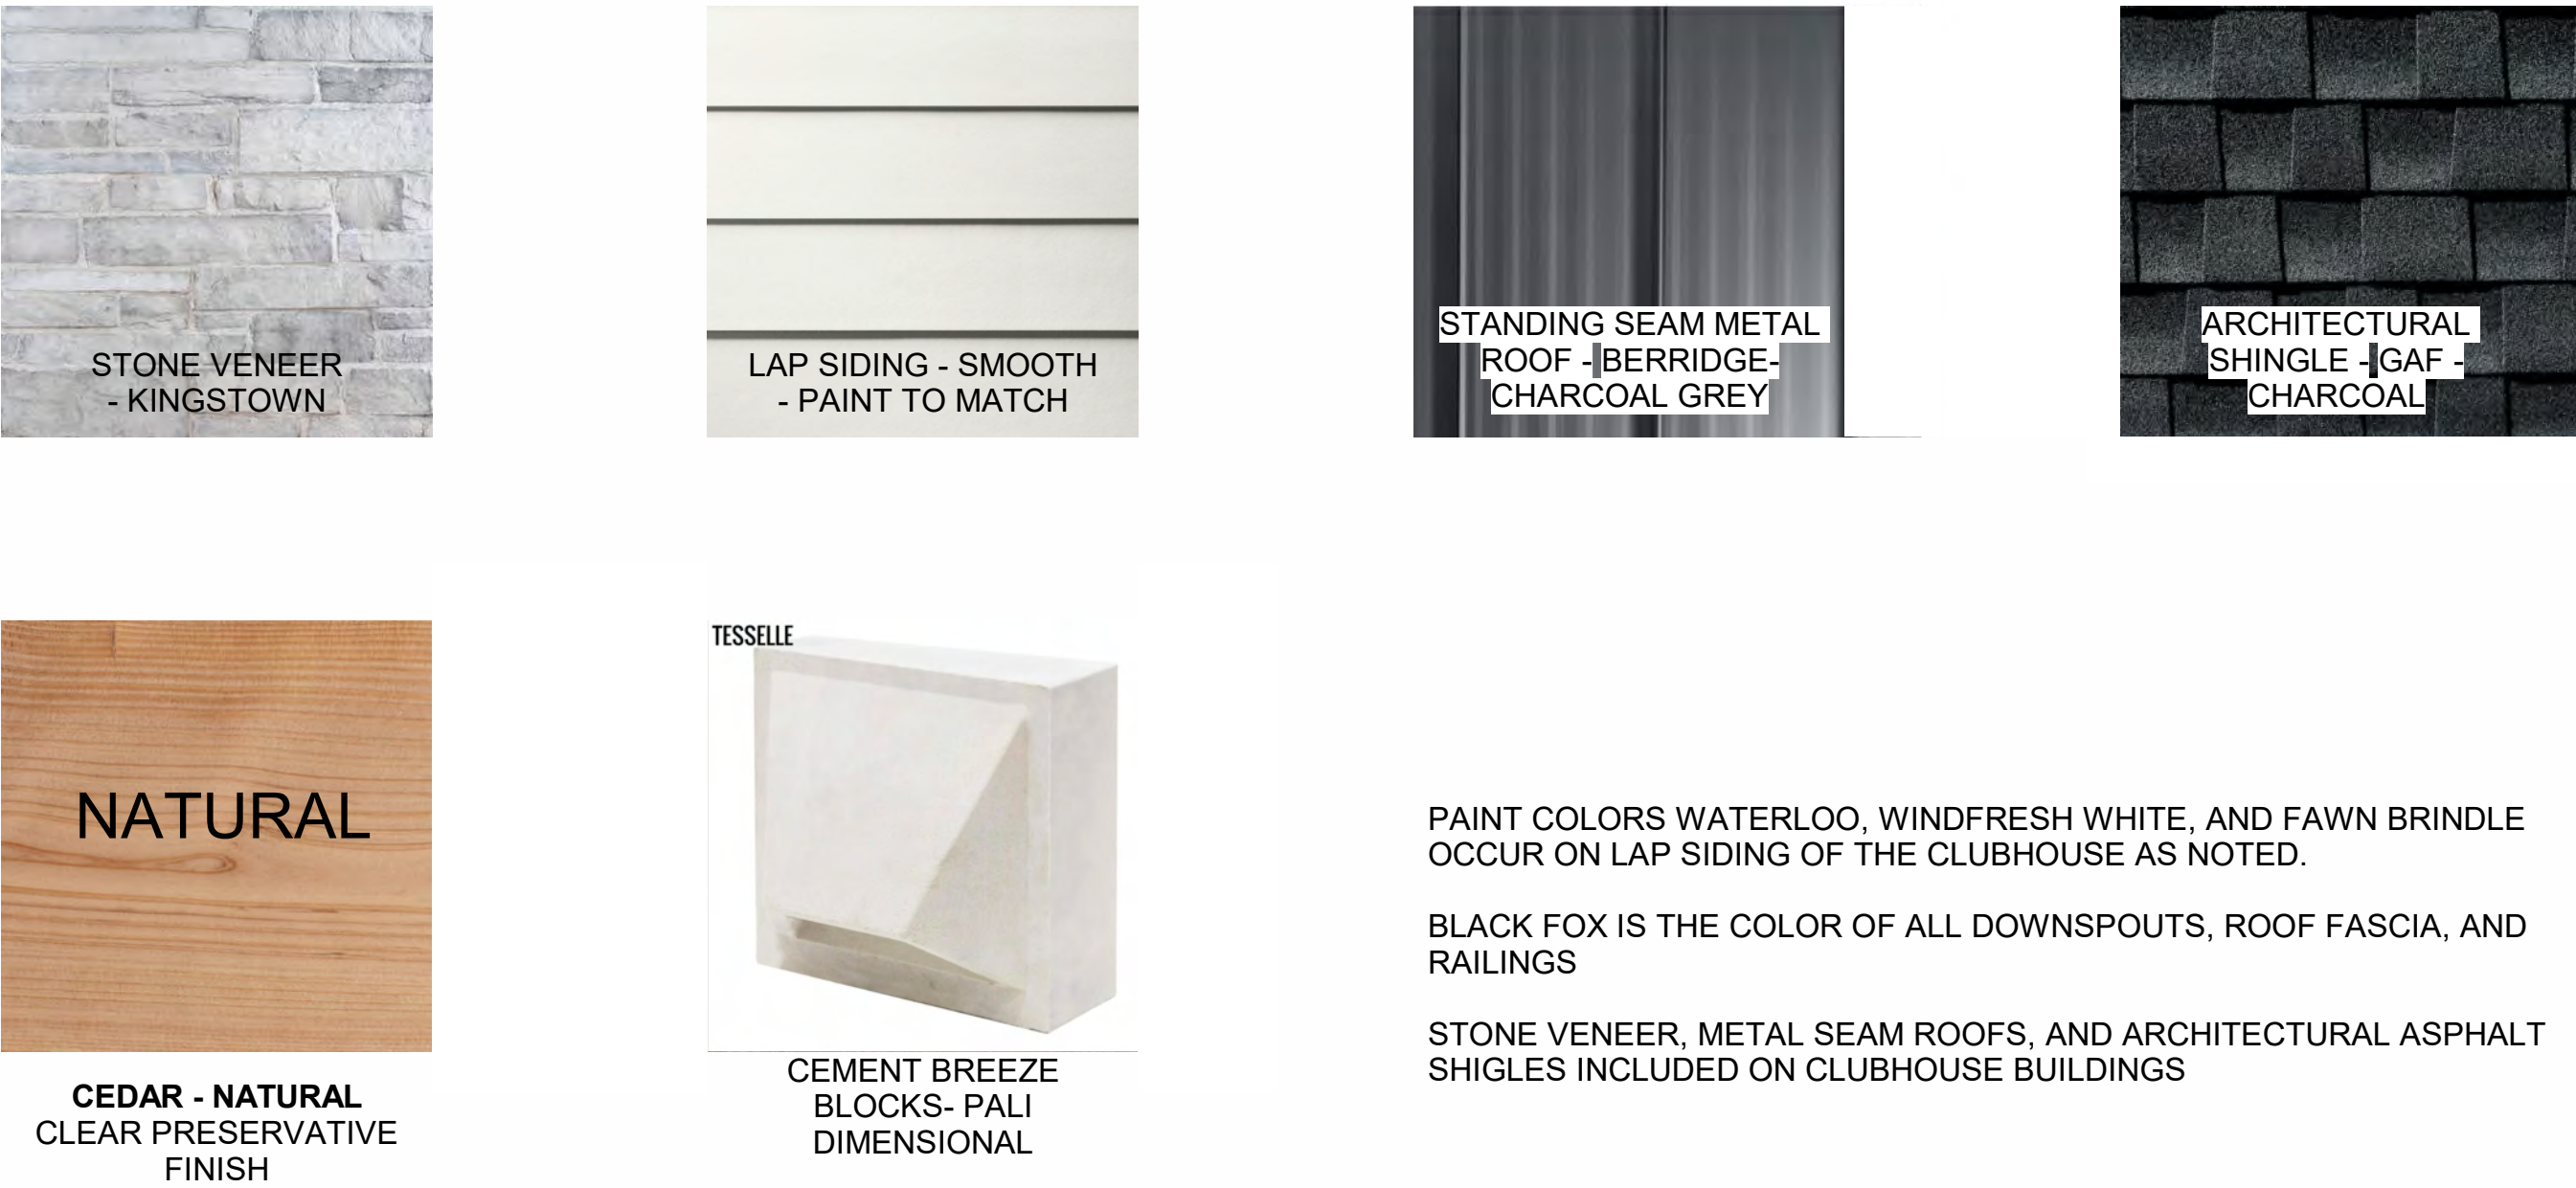 STONE VENEER
- KINGSTOWN
LAP SIDING - SMOOTH
- PAINT TO MATCH
STANDING SEAM METAL
ROOF - BERRIDGE-
CHARCOAL GREY
ARCHITECTURAL
SHINGLE - GAF -
CHARCOAL
NATURAL
CEDAR - NATURAL
CLEAR PRESERVATIVE
FINISH
TESSELLE
CEMENT BREEZE
BLOCKS- PALI
DIMENSIONAL
PAINT COLORS WATERLOO, WINDFRESH WHITE, AND FAWN BRINDLE
OCCUR ON LAP SIDING OF THE CLUBHOUSE AS NOTED.
BLACK FOX IS THE COLOR OF ALL DOWNSPOUTS, ROOF FASCIA, AND
RAILINGS
STONE VENEER, METAL SEAM ROOFS, AND ARCHITECTURAL ASPHALT
SHIGLES INCLUDED ON CLUBHOUSE BUILDINGS